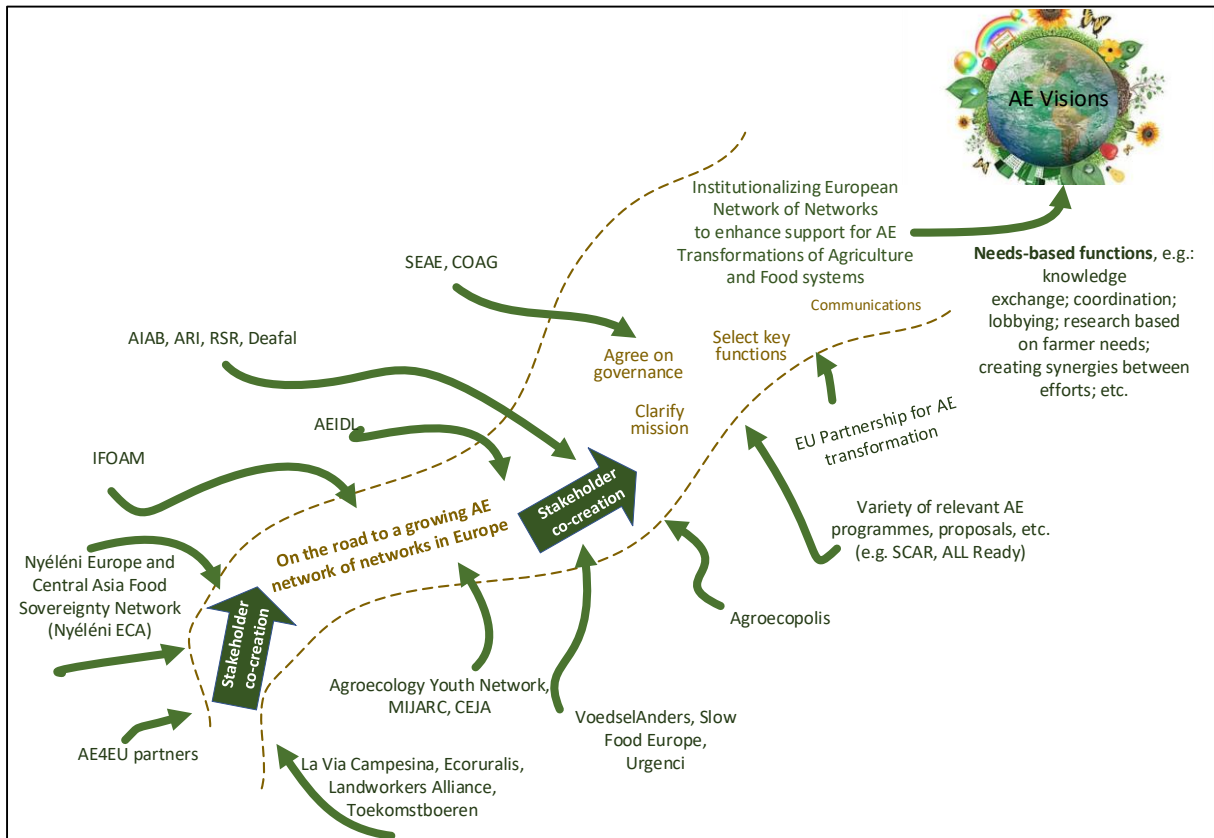 AE Visions
Institutionalizing European
Network of Networks
to enhance support for AE
Transformations of Agriculture
and Food systems
Needs-based functions, e.g.:
knowledge
exchange; coordination;
lobbying; research based
on farmer needs;
creating synergies between
efforts; etc.
SEAE, COAG
Communications
Select key
functions
Agree on
governance
AIAB, ARI, RSR, Deafal
Clarify
mission
AEIDL
EU Partnership for AE
transformation
IFOAM
Stakeholder
co-creation
On the road to a growing AE
network of networks in Europe
Variety of relevant AE
programmes, proposals, etc.
(e.g. SCAR, ALL Ready)
Nyéléni Europe and
Central Asia Food
Sovereignty Network
(Nyéléni ECA)
Stakeholder
co-creation
Agroecopolis
Agroecology Youth Network,
MIJARC, CEJA
VoedselAnders, Slow
Food Europe,
Urgenci
AE4EU partners
La Via Campesina, Ecoruralis,
Landworkers Alliance,
Toekomstboeren